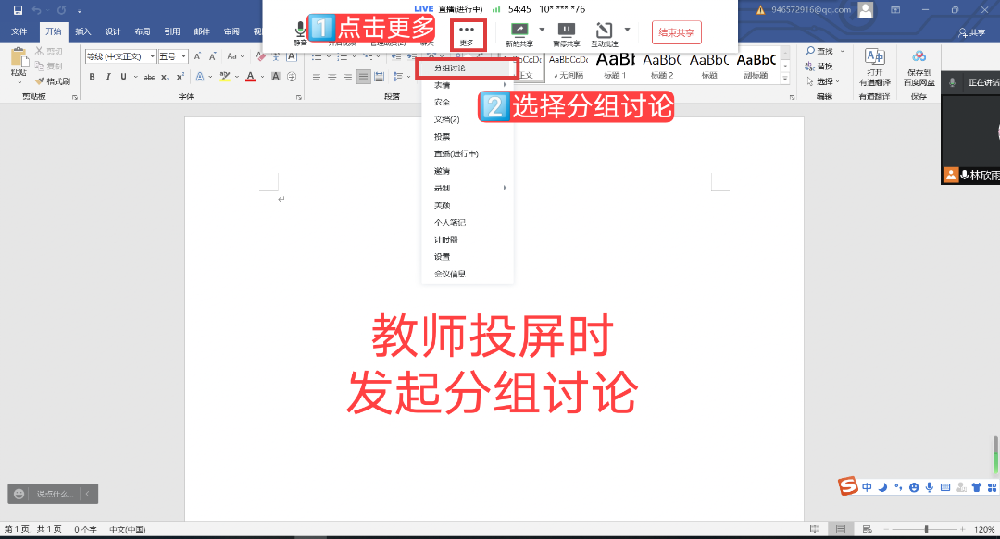 LIVE 直播(进行中) 54:45 10* *** *76
946572916@qq.com
文件 开始 插入 设计 布局 引用 邮件 审阅 视
共享
1 点击更多
静音
管理成员(2)
聊天
更多
新的共享
暂停共享
互动批注
结束共享
粘贴
剪切
复制
格式刷
剪贴板
等线 (中文正文) 五号
字体
段落
分组讨论
表情
安全
文档(2)
投票
直播(进行中)
邀请
录制
美颜
个人笔记
计时器
设置
会议信息
2 选择分组讨论
AaBbCcDc AaBl AaBbC AaBbC AaBbC
正文 无间隔 标题 1 标题 2 标题 副标题
查找
替换
选择
编辑
打开
有道翻译
有道翻译
保存到
百度网盘
保存
正在讲话
林欣雨
教师投屏时
发起分组讨论
说点什么...
中
第 1 页，共 1 页 0 个字 中文(中国)
120%